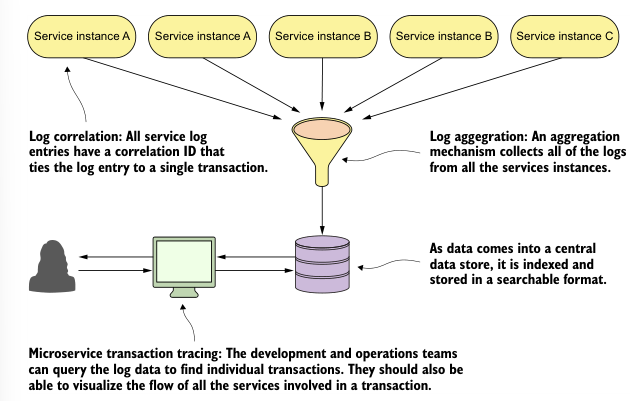 Service instance A
Service instance A
Service instance B
Service instance B
Service instance C
Log correlation: All service log
entries have a correlation ID that
ties the log entry to a single transaction.
Log aggegration: An aggregation
mechanism collects all of the logs
from all the services instances.
As data comes into a central
data store, it is indexed and
stored in a searchable format.
Microservice transaction tracing: The development and operations teams
can query the log data to find individual transactions. They should also be
able to visualize the flow of all the services involved in a transaction.